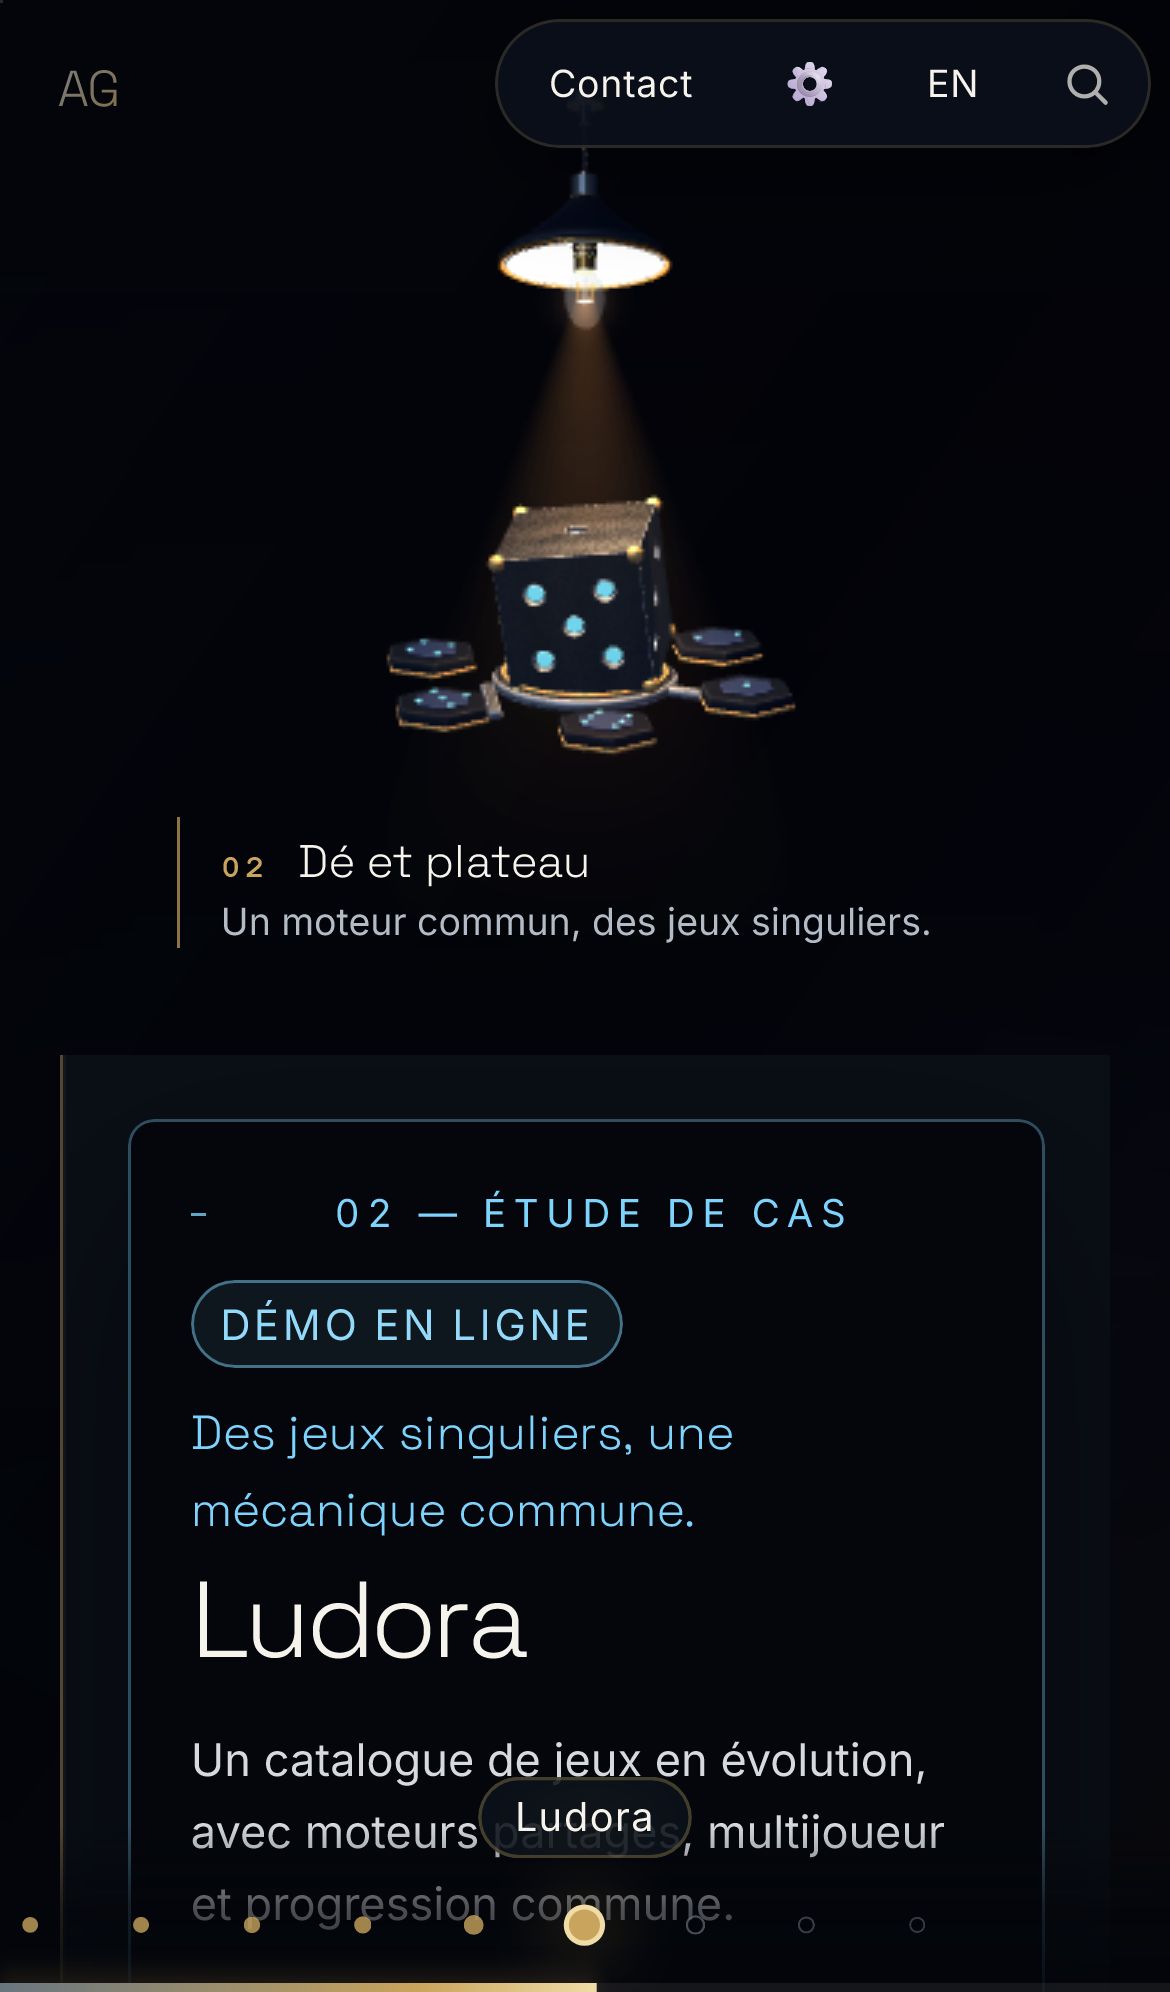 AG
Contact
EN
02 Dé et plateau
Un moteur commun, des jeux singuliers.
– 02 — ÉTUDE DE CAS
DÉMO EN LIGNE
Des jeux singuliers, une
mécanique commune.
Ludora
Un catalogue de jeux en évolution,
avec moteurs partagés, multijoueur
Ludora
et progression commune.